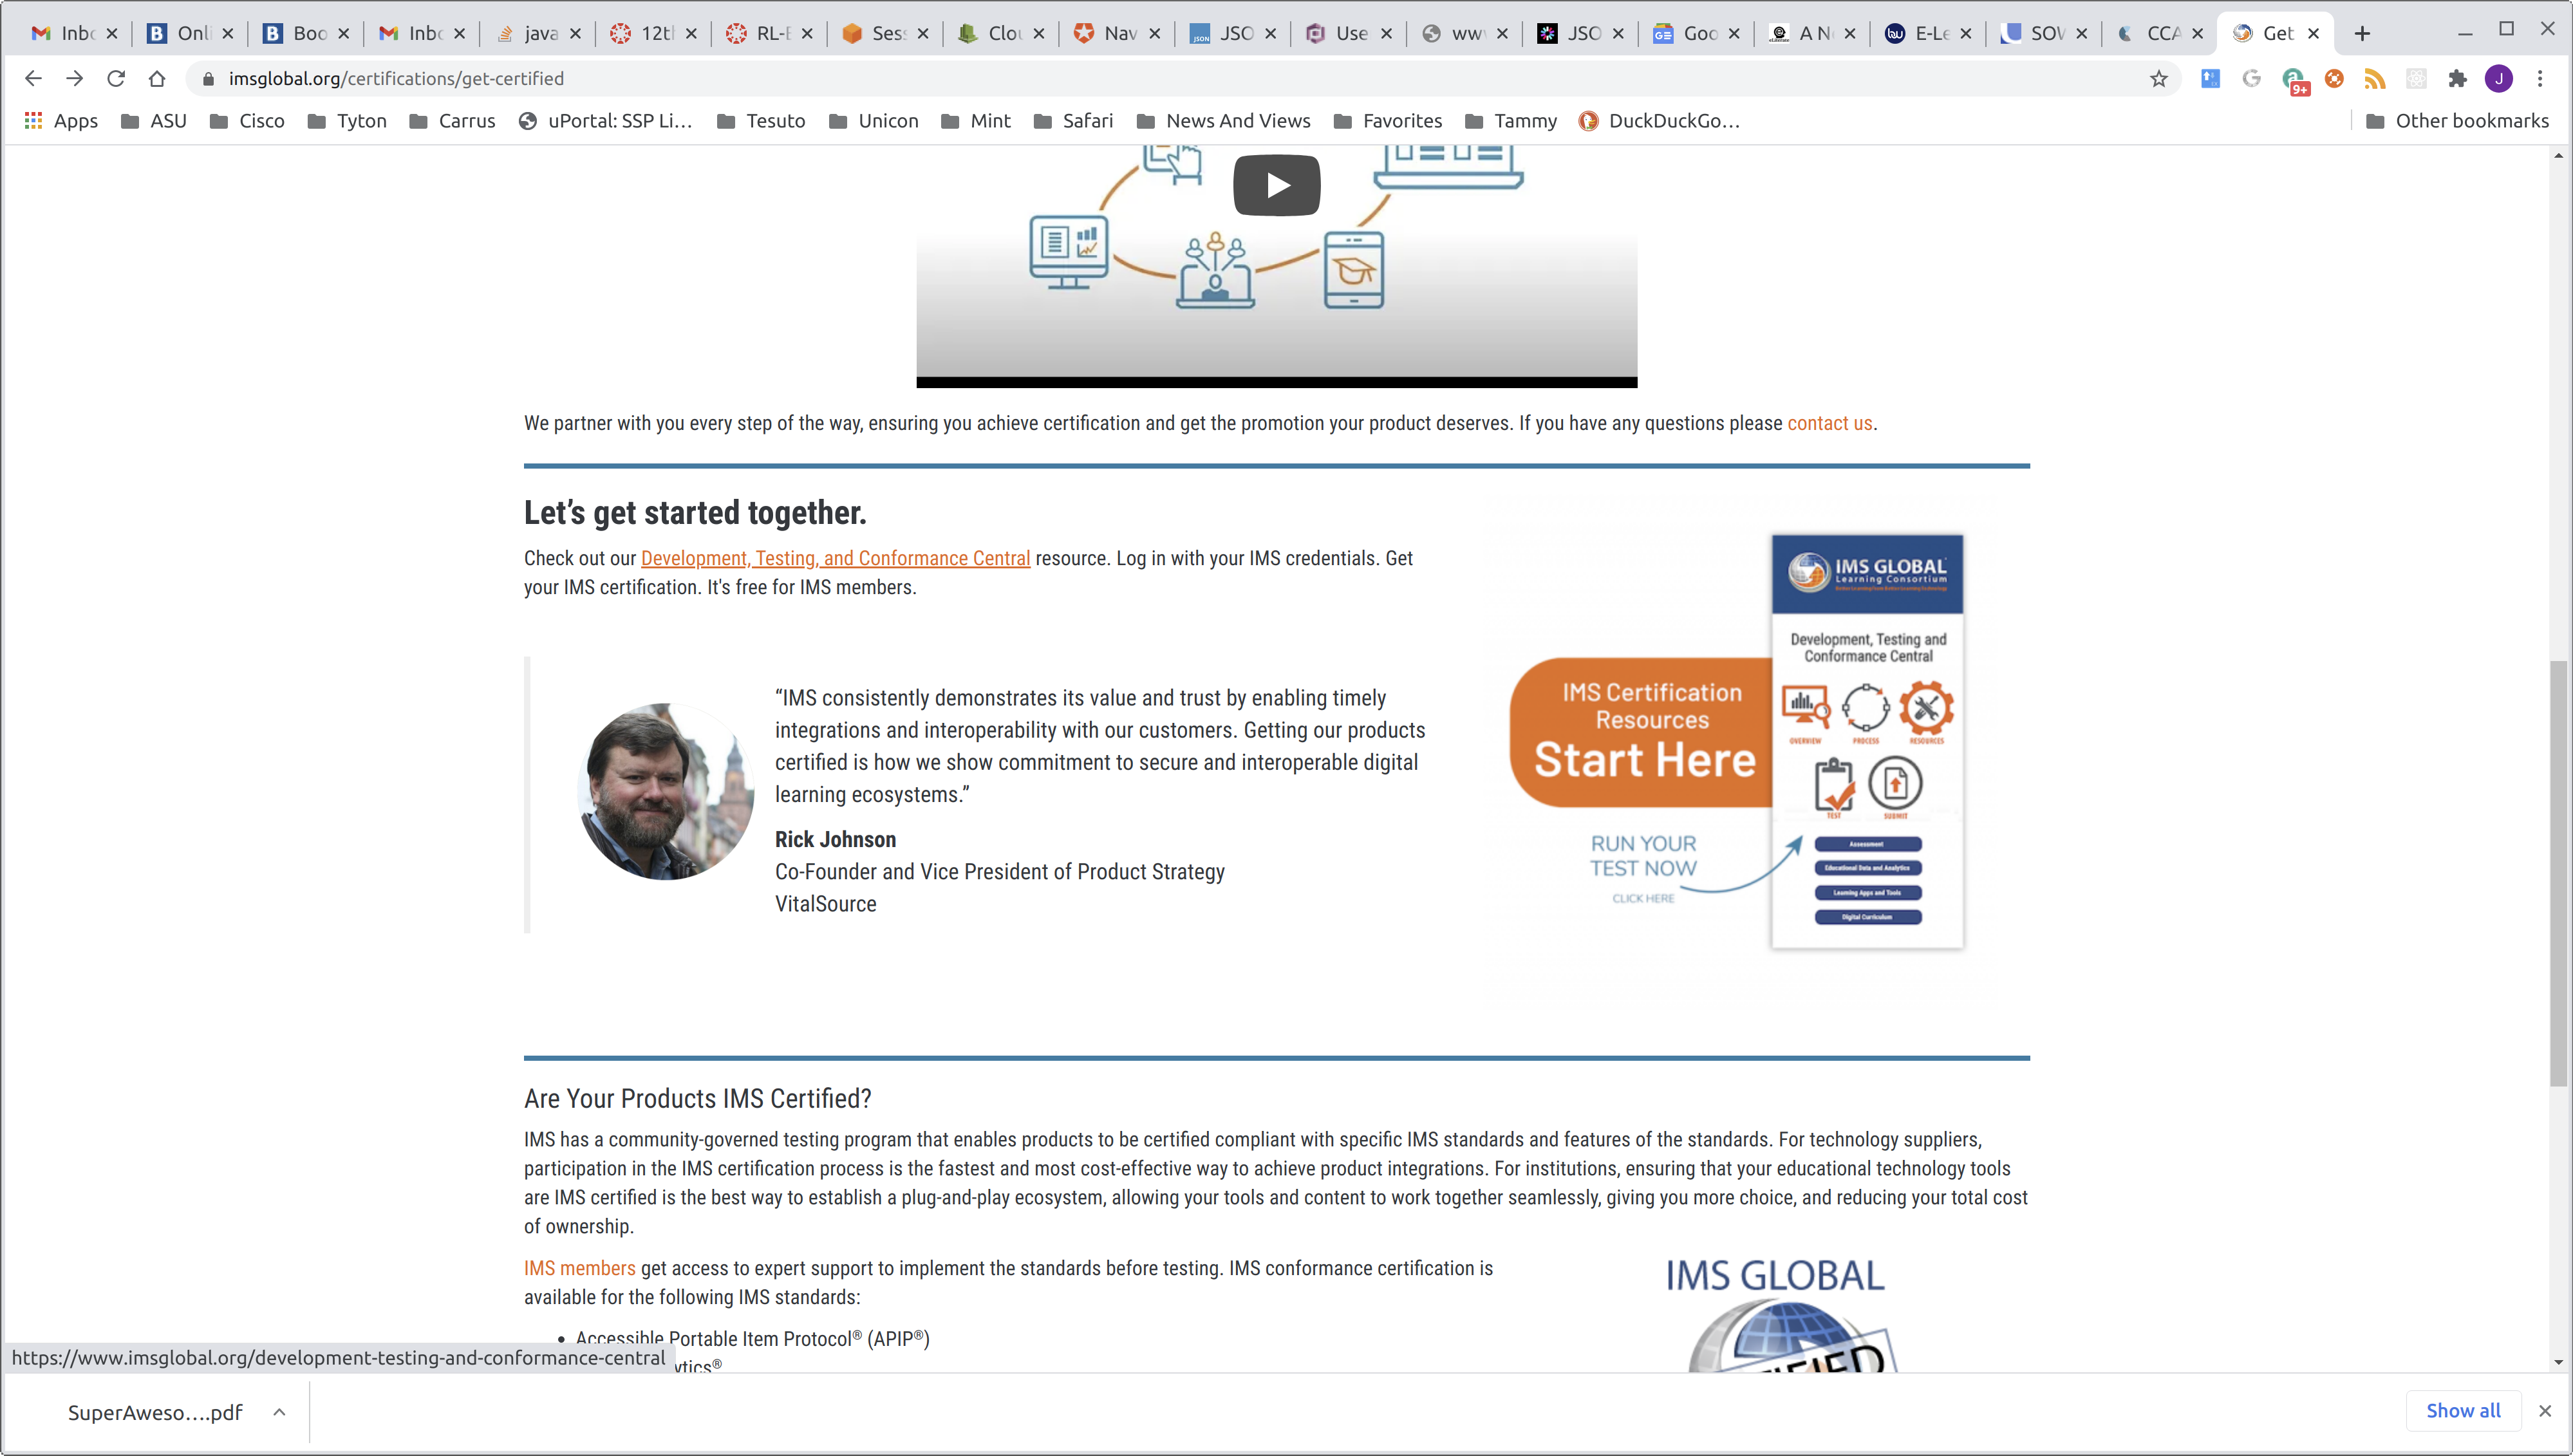 Inbo
Onli
Boo
Inbo
java
12th
RL-E
Sess
Clou
Nav
JSON
JSO
Use
ww
JSO
GE
Goo
A N
bu
E-Le
SOV
CCA
Get
imsglobal.org/certifications/get-certified
9+
J
Apps
ASU
Cisco
Tyton
Carrus
uPortal: SSP Li...
Tesuto
Unicon
Mint
Safari
News And Views
Favorites
Tammy
DuckDuckGo...
Other bookmarks
We partner with you every step of the way, ensuring you achieve certification and get the promotion your product deserves. If you have any questions please contact us.
Let’s get started together.
Check out our Development, Testing, and Conformance Central resource. Log in with your IMS credentials. Get
your IMS certification. It's free for IMS members.
“IMS consistently demonstrates its value and trust by enabling timely
integrations and interoperability with our customers. Getting our products
certified is how we show commitment to secure and interoperable digital
learning ecosystems.”
Rick Johnson
Co-Founder and Vice President of Product Strategy
VitalSource
IMS Certification
Resources
Start Here
RUN YOUR
TEST NOW
CLICK HERE
IMS GLOBAL
Learning Consortium
Development, Testing and
Conformance Central
OVERVIEW
PROCESS
RESOURCES
TEST
SUBMIT
Assessment
Educational Data and Analytics
Learning Apps and Tools
Digital Curriculum
Are Your Products IMS Certified?
IMS has a community-governed testing program that enables products to be certified compliant with specific IMS standards and features of the standards. For technology suppliers,
participation in the IMS certification process is the fastest and most cost-effective way to achieve product integrations. For institutions, ensuring that your educational technology tools
are IMS certified is the best way to establish a plug-and-play ecosystem, allowing your tools and content to work together seamlessly, giving you more choice, and reducing your total cost
of ownership.
IMS members get access to expert support to implement the standards before testing. IMS conformance certification is
available for the following IMS standards:
• Accessible Portable Item Protocol® (APIP®)
ytics®
IMS GLOBAL
https://www.imsglobal.org/development-testing-and-conformance-central
SuperAweso....pdf
Show all